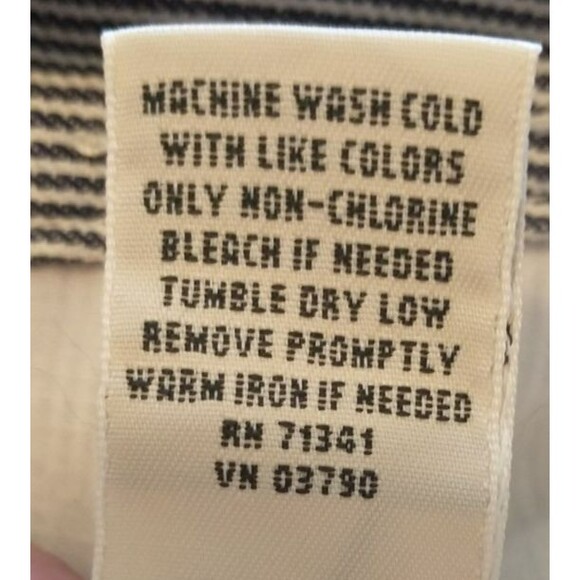 MACHINE WASH COLD
WITH LIKE COLORS
ONLY NON-CHLORINE
BLEACH IF NEEDED
TUMBLE DRY LOW
REMOVE PROMPTLY
WARM IRON IF NEEDED
RN 71341
VN 03790